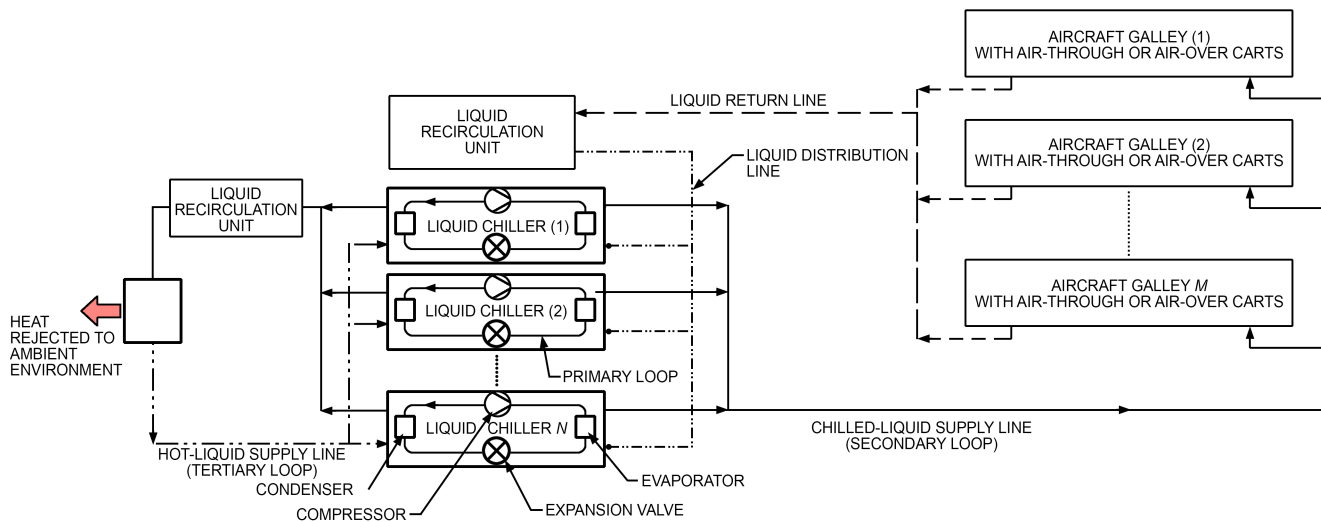 AIRCRAFT GALLEY (1)
WITH AIR-THROUGH OR AIR-OVER CARTS
LIQUID RETURN LINE
LIQUID
RECIRCULATION
UNIT
AIRCRAFT GALLEY (2)
WITH AIR-THROUGH OR AIR-OVER CARTS
LIQUID DISTRIBUTION
LINE
LIQUID
RECIRCULATION
UNIT
LIQUID CHILLER (1)
AIRCRAFT GALLEY M
WITH AIR-THROUGH OR AIR-OVER CARTS
LIQUID CHILLER (2)
HEAT
REJECTED TO
AMBIENT
ENVIRONMENT
PRIMARY LOOP
LIQUID CHILLER N
CHILLED-LIQUID SUPPLY LINE
(SECONDARY LOOP)
HOT-LIQUID SUPPLY LINE
(TERTIARY LOOP)
CONDENSER
EVAPORATOR
COMPRESSOR
EXPANSION VALVE